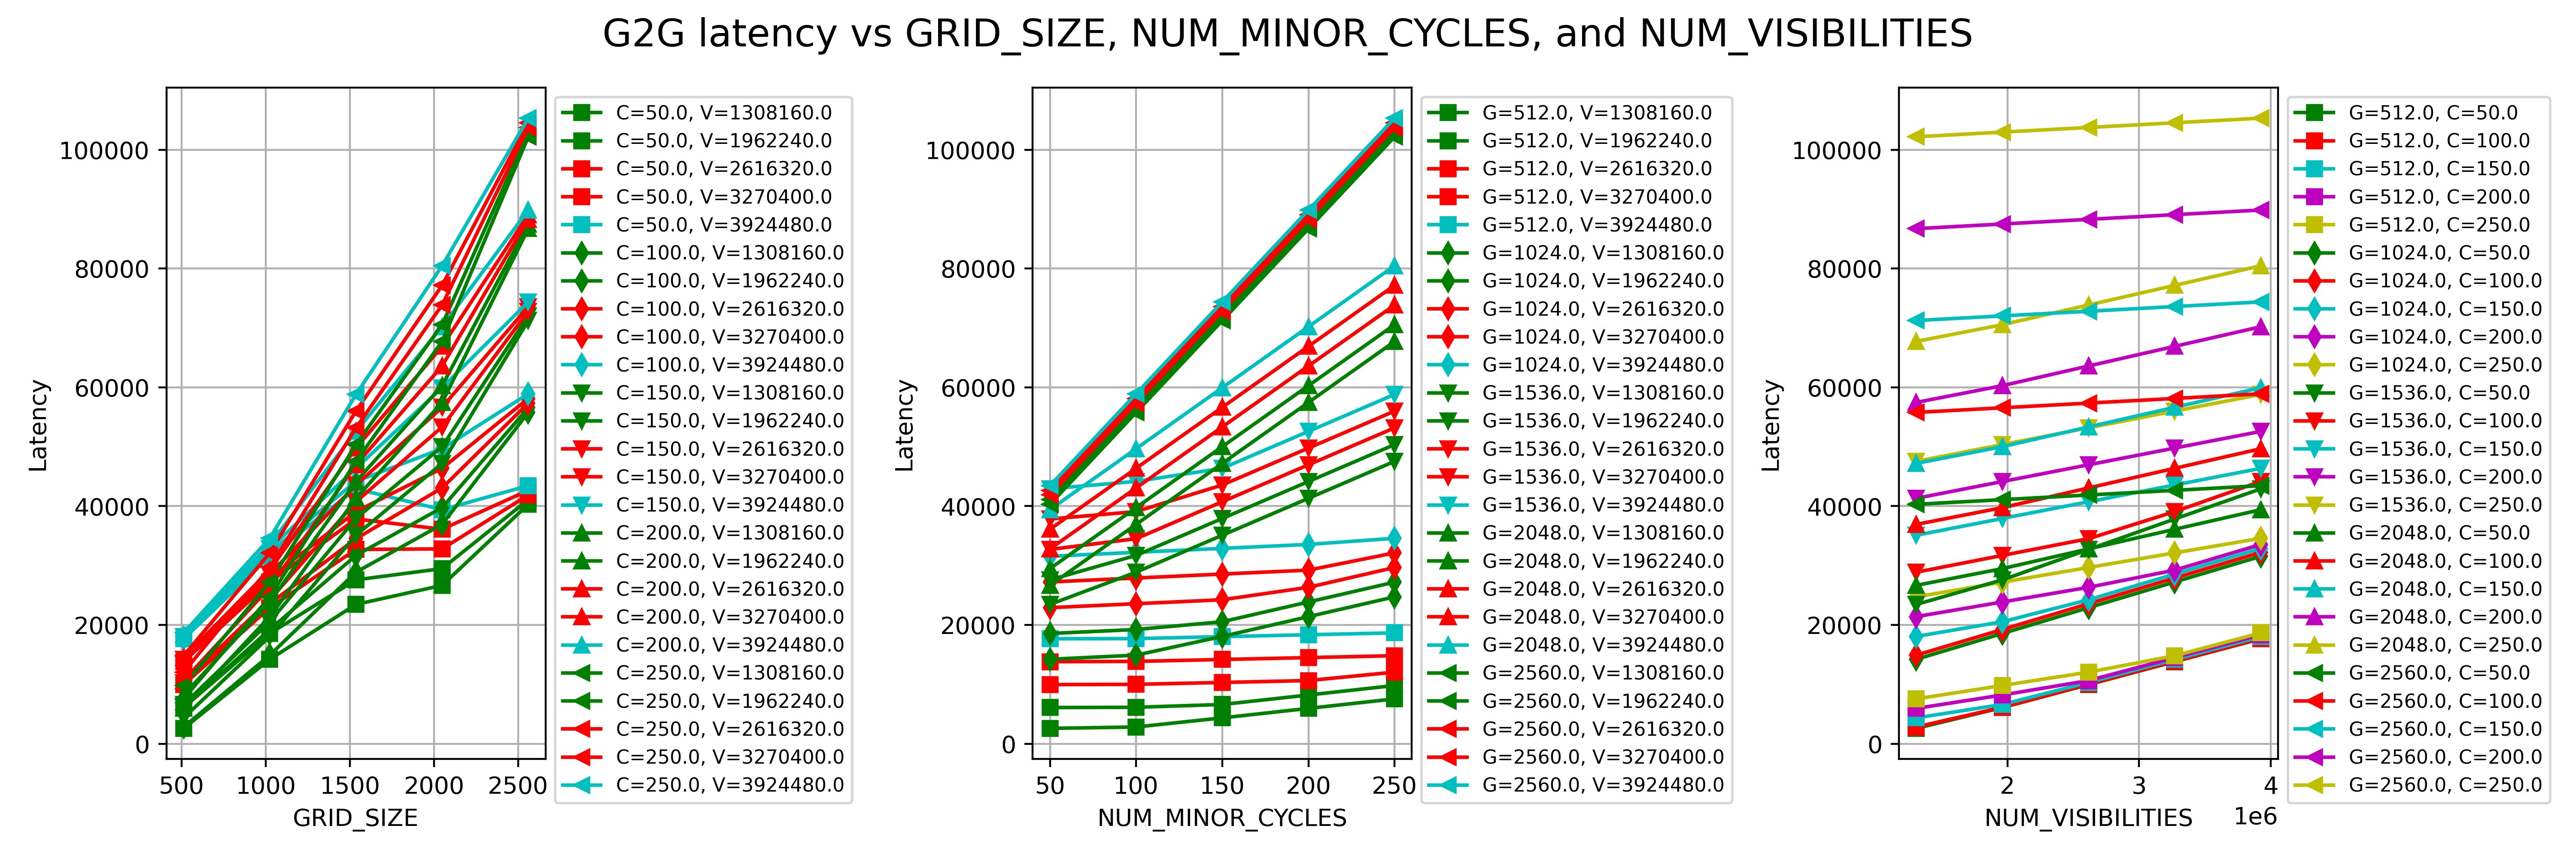 G2G latency vs GRID_SIZE, NUM_MINOR_CYCLES, and NUM_VISIBILITIES
100000
80000
60000
40000
20000
0
Latency
500 1000 1500 2000 2500
GRID_SIZE
C=50.0, V=1308160.0
C=50.0, V=1962240.0
C=50.0, V=2616320.0
C=50.0, V=3270400.0
C=50.0, V=3924480.0
C=100.0, V=1308160.0
C=100.0, V=1962240.0
C=100.0, V=2616320.0
C=100.0, V=3270400.0
C=100.0, V=3924480.0
C=150.0, V=1308160.0
C=150.0, V=1962240.0
C=150.0, V=2616320.0
C=150.0, V=3270400.0
C=150.0, V=3924480.0
C=200.0, V=1308160.0
C=200.0, V=1962240.0
C=200.0, V=2616320.0
C=200.0, V=3270400.0
C=200.0, V=3924480.0
C=250.0, V=1308160.0
C=250.0, V=1962240.0
C=250.0, V=2616320.0
C=250.0, V=3270400.0
C=250.0, V=3924480.0
100000
80000
60000
40000
20000
0
Latency
50 100 150 200 250
NUM_MINOR_CYCLES
G=512.0, V=1308160.0
G=512.0, V=1962240.0
G=512.0, V=2616320.0
G=512.0, V=3270400.0
G=512.0, V=3924480.0
G=1024.0, V=1308160.0
G=1024.0, V=1962240.0
G=1024.0, V=2616320.0
G=1024.0, V=3270400.0
G=1024.0, V=3924480.0
G=1536.0, V=1308160.0
G=1536.0, V=1962240.0
G=1536.0, V=2616320.0
G=1536.0, V=3270400.0
G=1536.0, V=3924480.0
G=2048.0, V=1308160.0
G=2048.0, V=1962240.0
G=2048.0, V=2616320.0
G=2048.0, V=3270400.0
G=2048.0, V=3924480.0
G=2560.0, V=1308160.0
G=2560.0, V=1962240.0
G=2560.0, V=2616320.0
G=2560.0, V=3270400.0
G=2560.0, V=3924480.0
100000
80000
60000
40000
20000
0
Latency
2 3 4
NUM_VISIBILITIES 1e6
G=512.0, C=50.0
G=512.0, C=100.0
G=512.0, C=150.0
G=512.0, C=200.0
G=512.0, C=250.0
G=1024.0, C=50.0
G=1024.0, C=100.0
G=1024.0, C=150.0
G=1024.0, C=200.0
G=1024.0, C=250.0
G=1536.0, C=50.0
G=1536.0, C=100.0
G=1536.0, C=150.0
G=1536.0, C=200.0
G=1536.0, C=250.0
G=2048.0, C=50.0
G=2048.0, C=100.0
G=2048.0, C=150.0
G=2048.0, C=200.0
G=2048.0, C=250.0
G=2560.0, C=50.0
G=2560.0, C=100.0
G=2560.0, C=150.0
G=2560.0, C=200.0
G=2560.0, C=250.0